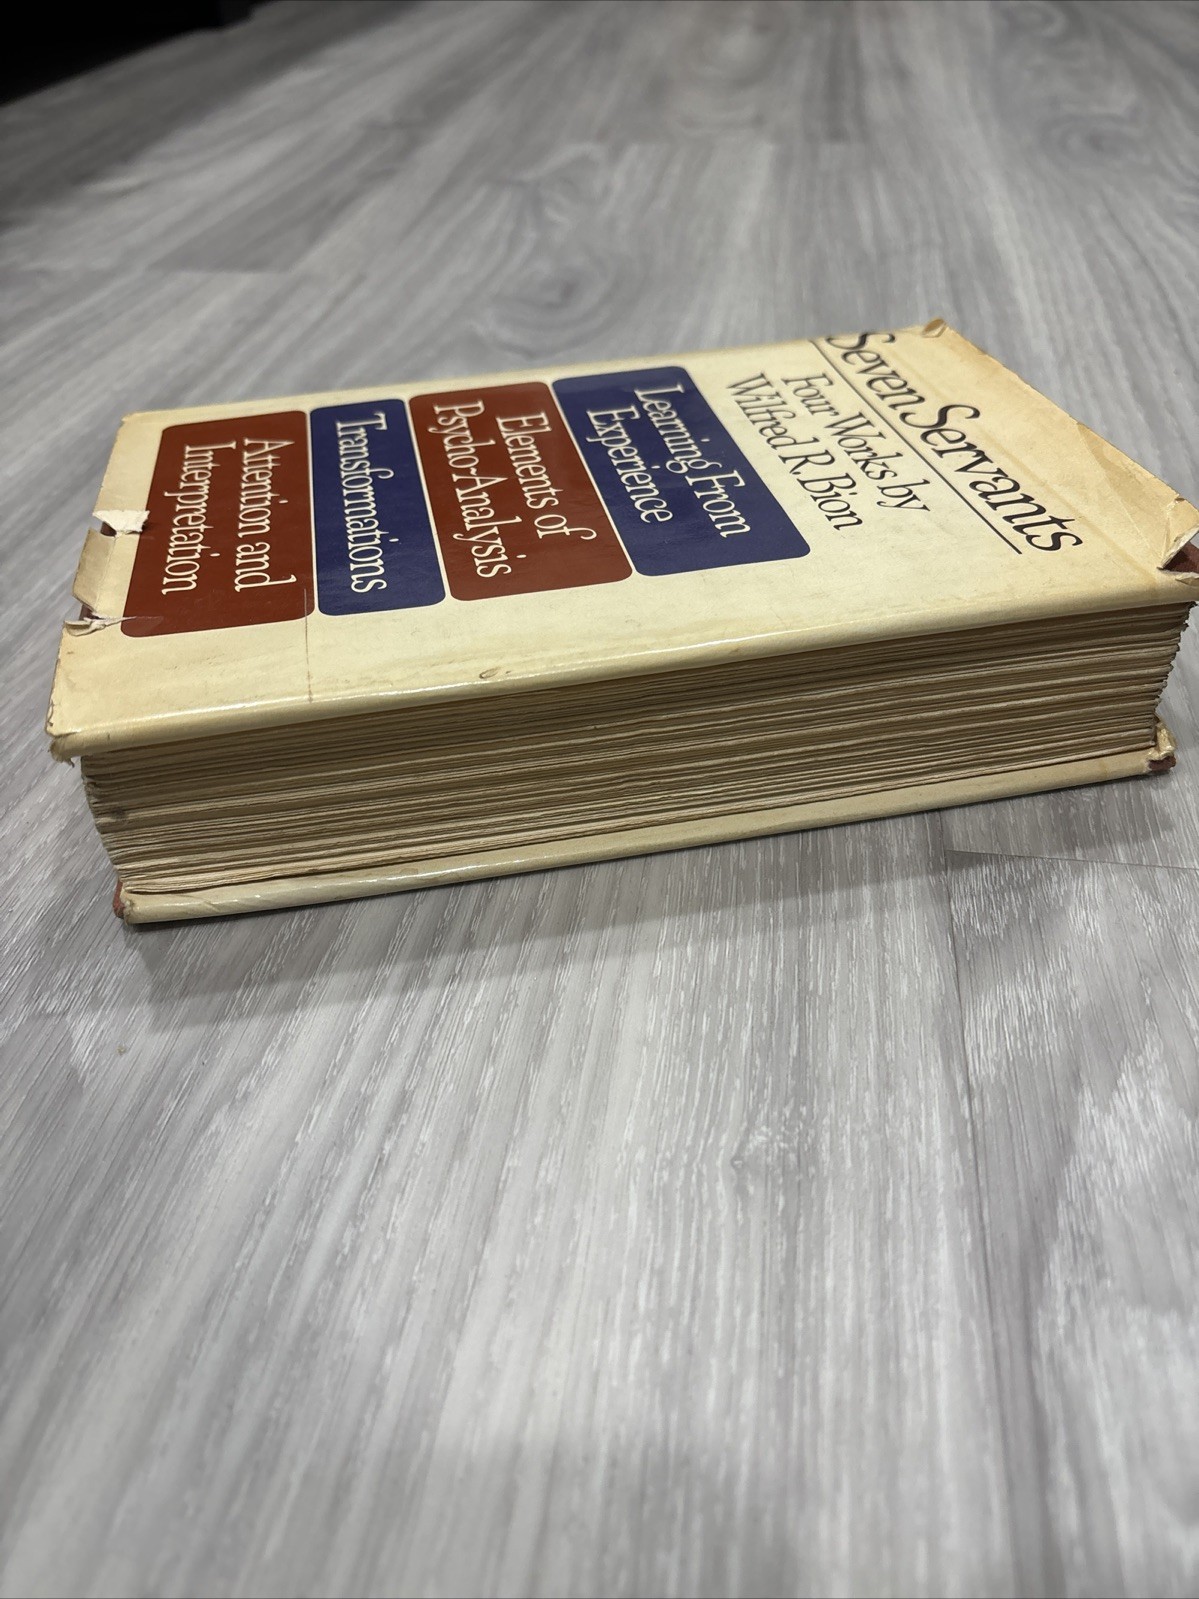 Seven Servants
Four Works by
Wilfred R. Bion
Learning From
Experience
Elements of
Psycho-Analysis
Transformations
Attention and
Interpretation